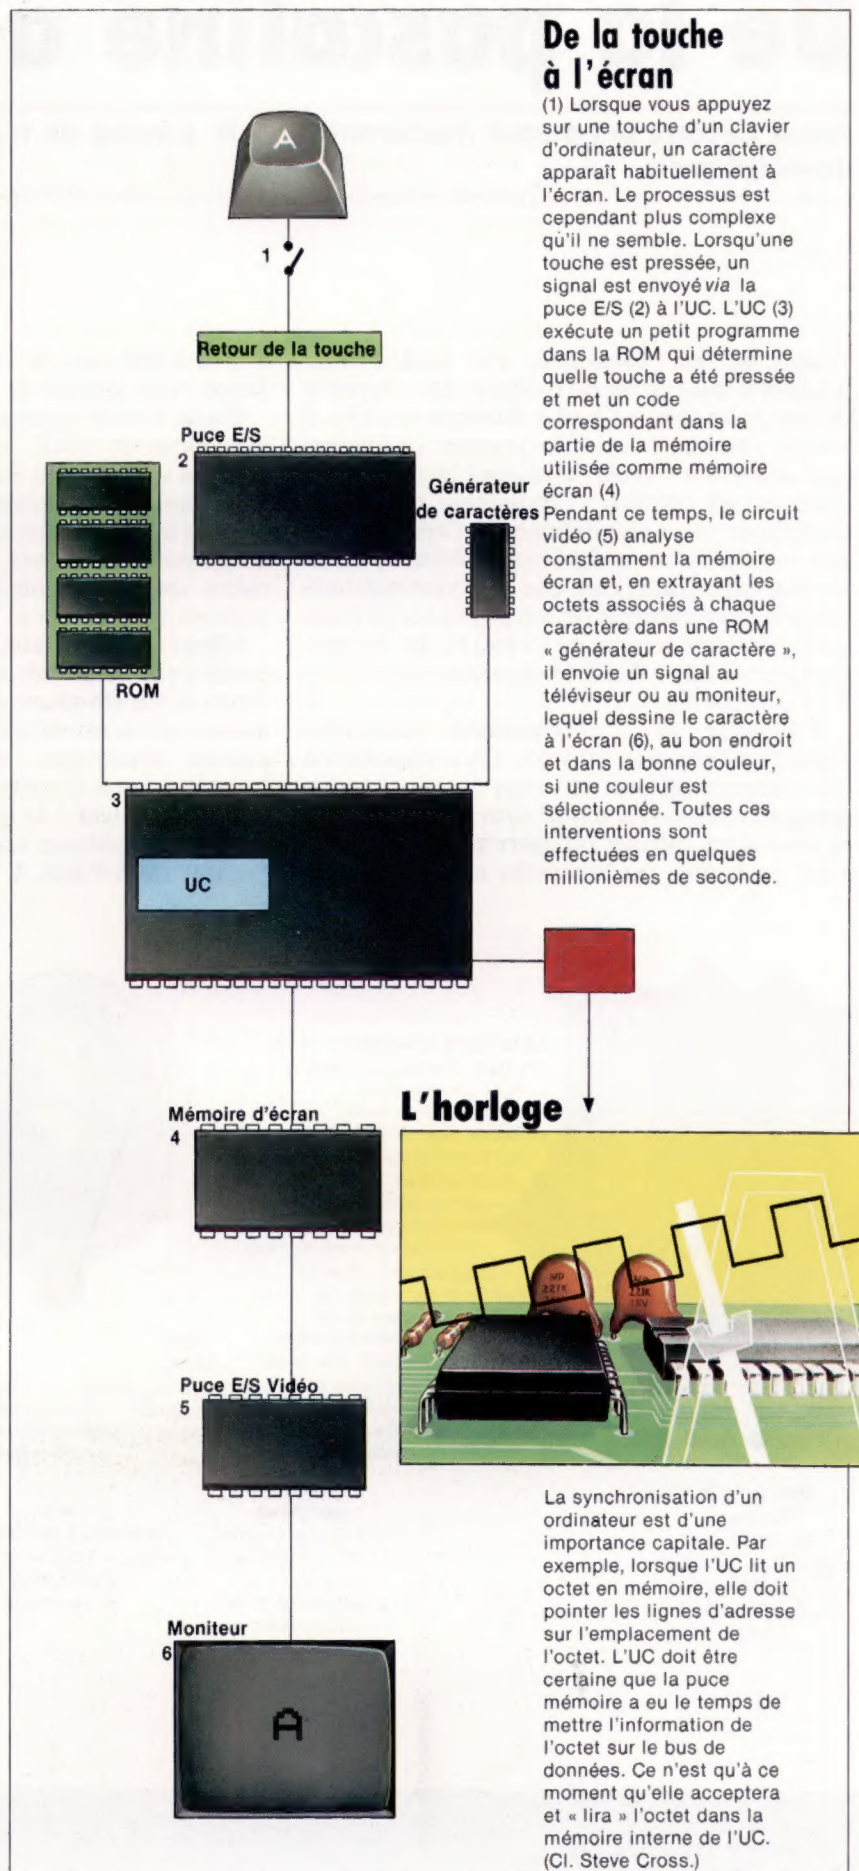 De la touche
à l'écran
(1) Lorsque vous appuyez
sur une touche d'un clavier
d'ordinateur, un caractère
apparaît habituellement à
l'écran. Le processus est
cependant plus complexe
qu'il ne semble. Lorsqu'une
touche est pressée, un
signal est envoyé via la
puce E/S (2) à l'UC. L'UC (3)
exécute un petit programme
dans la ROM qui détermine
quelle touche a été pressée
et met un code
correspondant dans la
partie de la mémoire
utilisée comme mémoire
écran (4)
Pendant ce temps, le circuit
vidéo (5) analyse
constamment la mémoire
écran et, en extrayant les
octets associés à chaque
caractère dans une ROM
« générateur de caractère »,
il envoie un signal au
téléviseur ou au moniteur,
lequel dessine le caractère
à l'écran (6), au bon endroit
et dans la bonne couleur,
si une couleur est
sélectionnée. Toutes ces
interventions sont
effectuées en quelques
millionièmes de seconde.
A
1
Retour de la touche
Puce E/S
2
Générateur
de caractères
ROM
3
UC
Mémoire d'écran
4
Puce E/S Vidéo
5
Moniteur
6
A
L'horloge
MP
221K
MP
221K
1KV
La synchronisation d'un
ordinateur est d'une
importance capitale. Par
exemple, lorsque l'UC lit un
octet en mémoire, elle doit
pointer les lignes d'adresse
sur l'emplacement de
l'octet. L'UC doit être
certaine que la puce
mémoire a eu le temps de
mettre l'information de
l'octet sur le bus de
données. Ce n'est qu'à ce
moment qu'elle acceptera
et « lira » l'octet dans la
mémoire interne de l'UC.
(Cl. Steve Cross.)